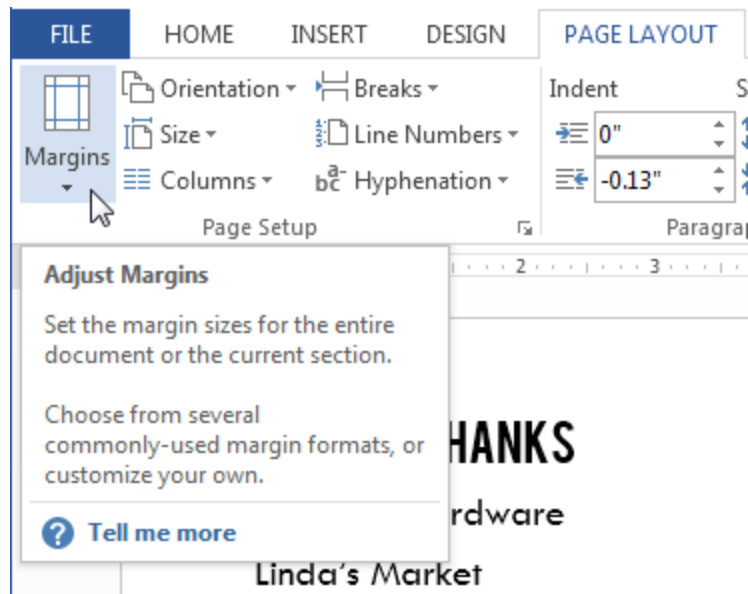 FILE HOME INSERT DESIGN PAGE LAYOUT
Orientation Breaks Indent
Size Line Numbers 0"
Margins
Columns Hyphenation -0.13"
Page Setup
Adjust Margins
2 3
Set the margin sizes for the entire
document or the current section.
Choose from several
commonly-used margin formats, or
customize your own.
HANKS
Tell me more
rdware
Linda's Market